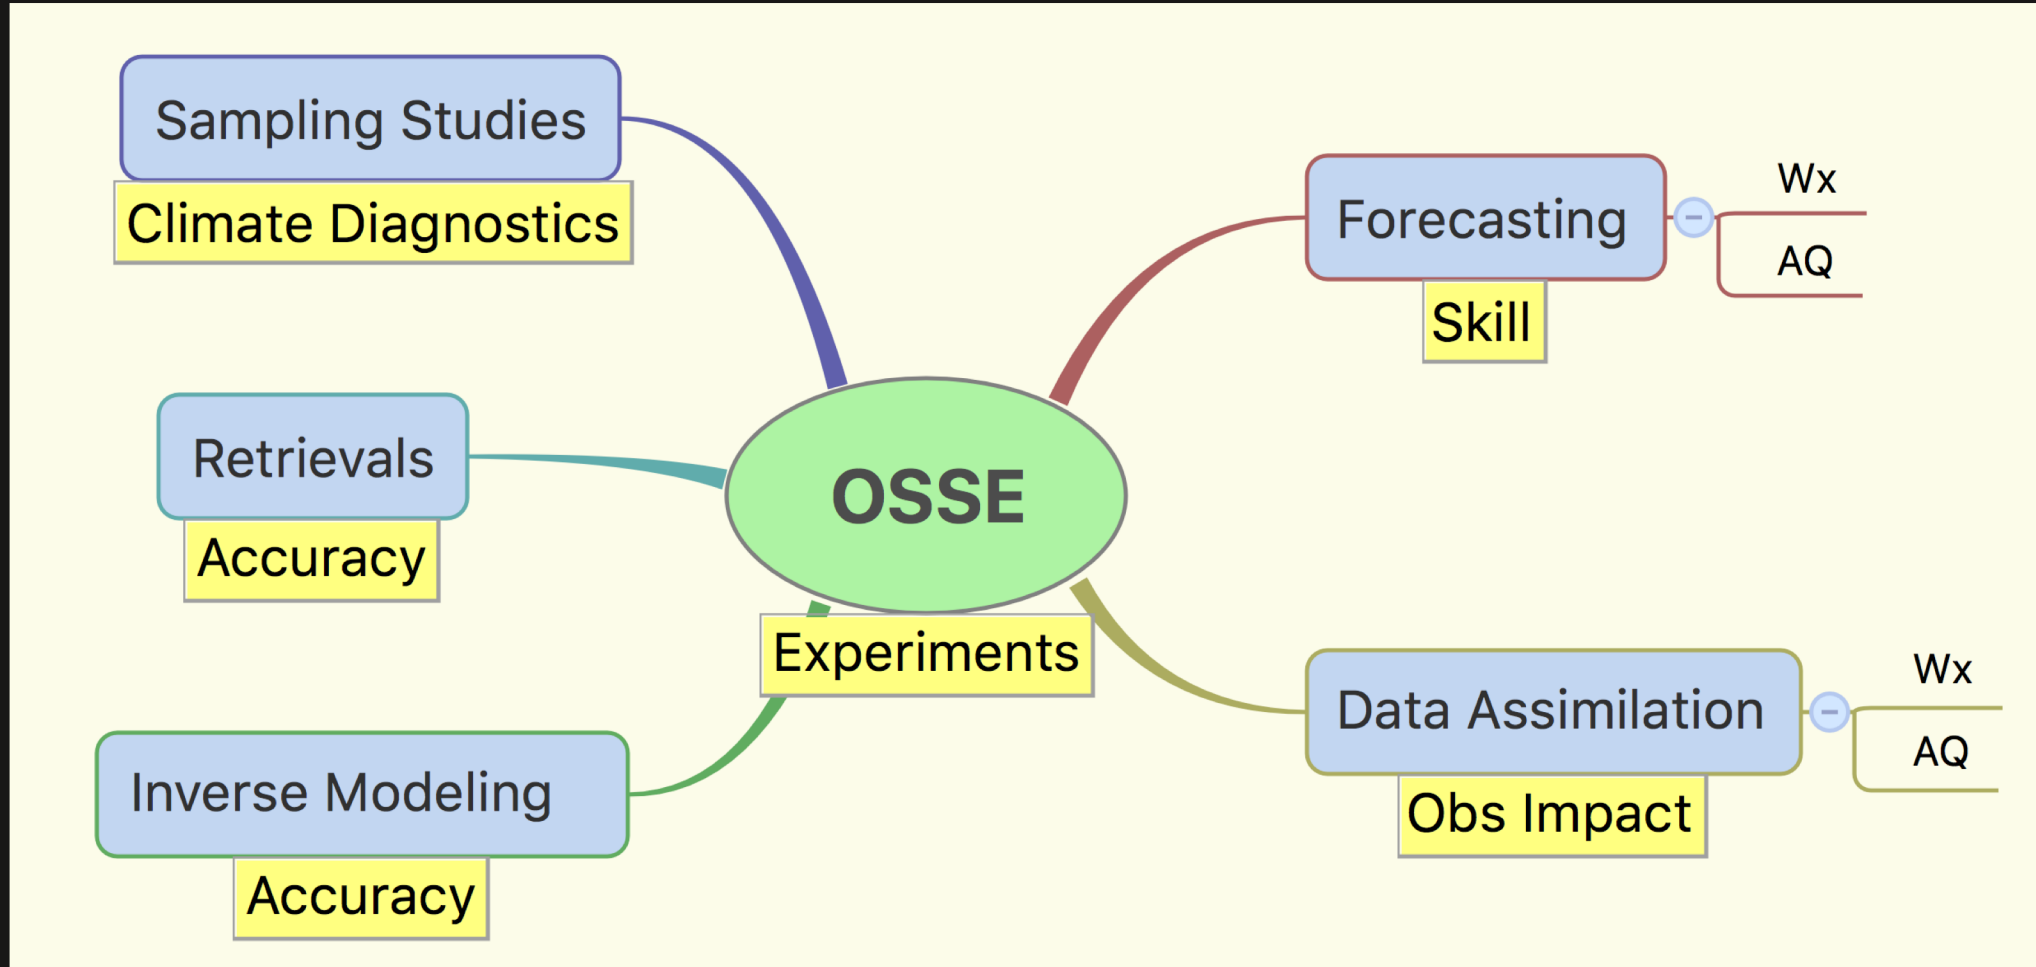 Sampling Studies
Climate Diagnostics
Retrievals
Accuracy
Inverse Modeling
Accuracy
OSSE
Experiments
Forecasting
Skill
Wx
AQ
Data Assimilation
Obs Impact
Wx
AQ